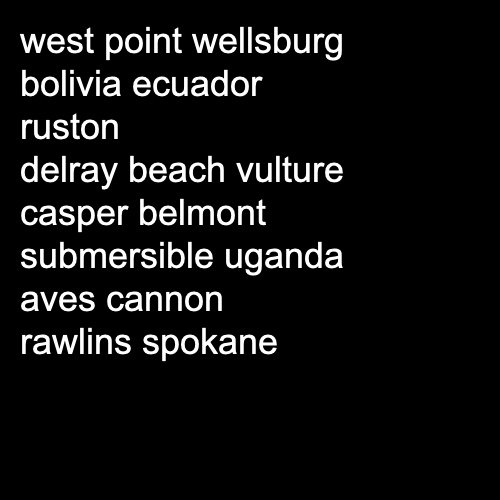 west point wellsburg
bolivia ecuador
ruston
delray beach vulture
casper belmont
submersible uganda
aves cannon
rawlins spokane